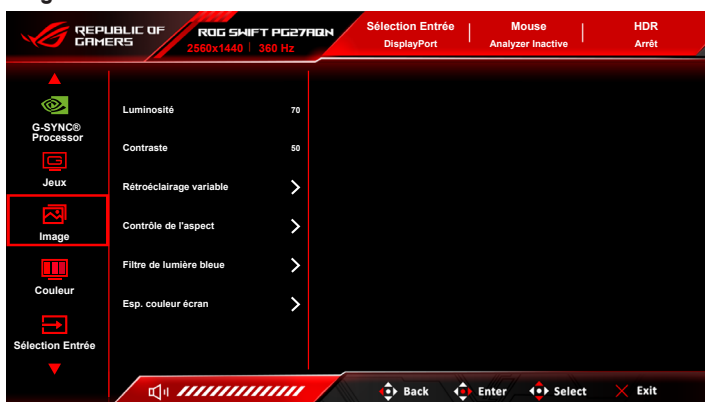 REPUBLIC OF
GAMERS
ROG SWIFT PG27AQN
2560x1440 360 Hz
Sélection Entrée
DisplayPort
Mouse
Analyzer Inactive
HDR
Arrêt
G-SYNC®
Processor
Jeux
Image
Couleur
Sélection Entrée
Luminosité 70
Contraste 50
Rétroéclairage variable
Contrôle de l'aspect
Filtre de lumière bleue
Esp. couleur écran
Back
Enter
Select
Exit